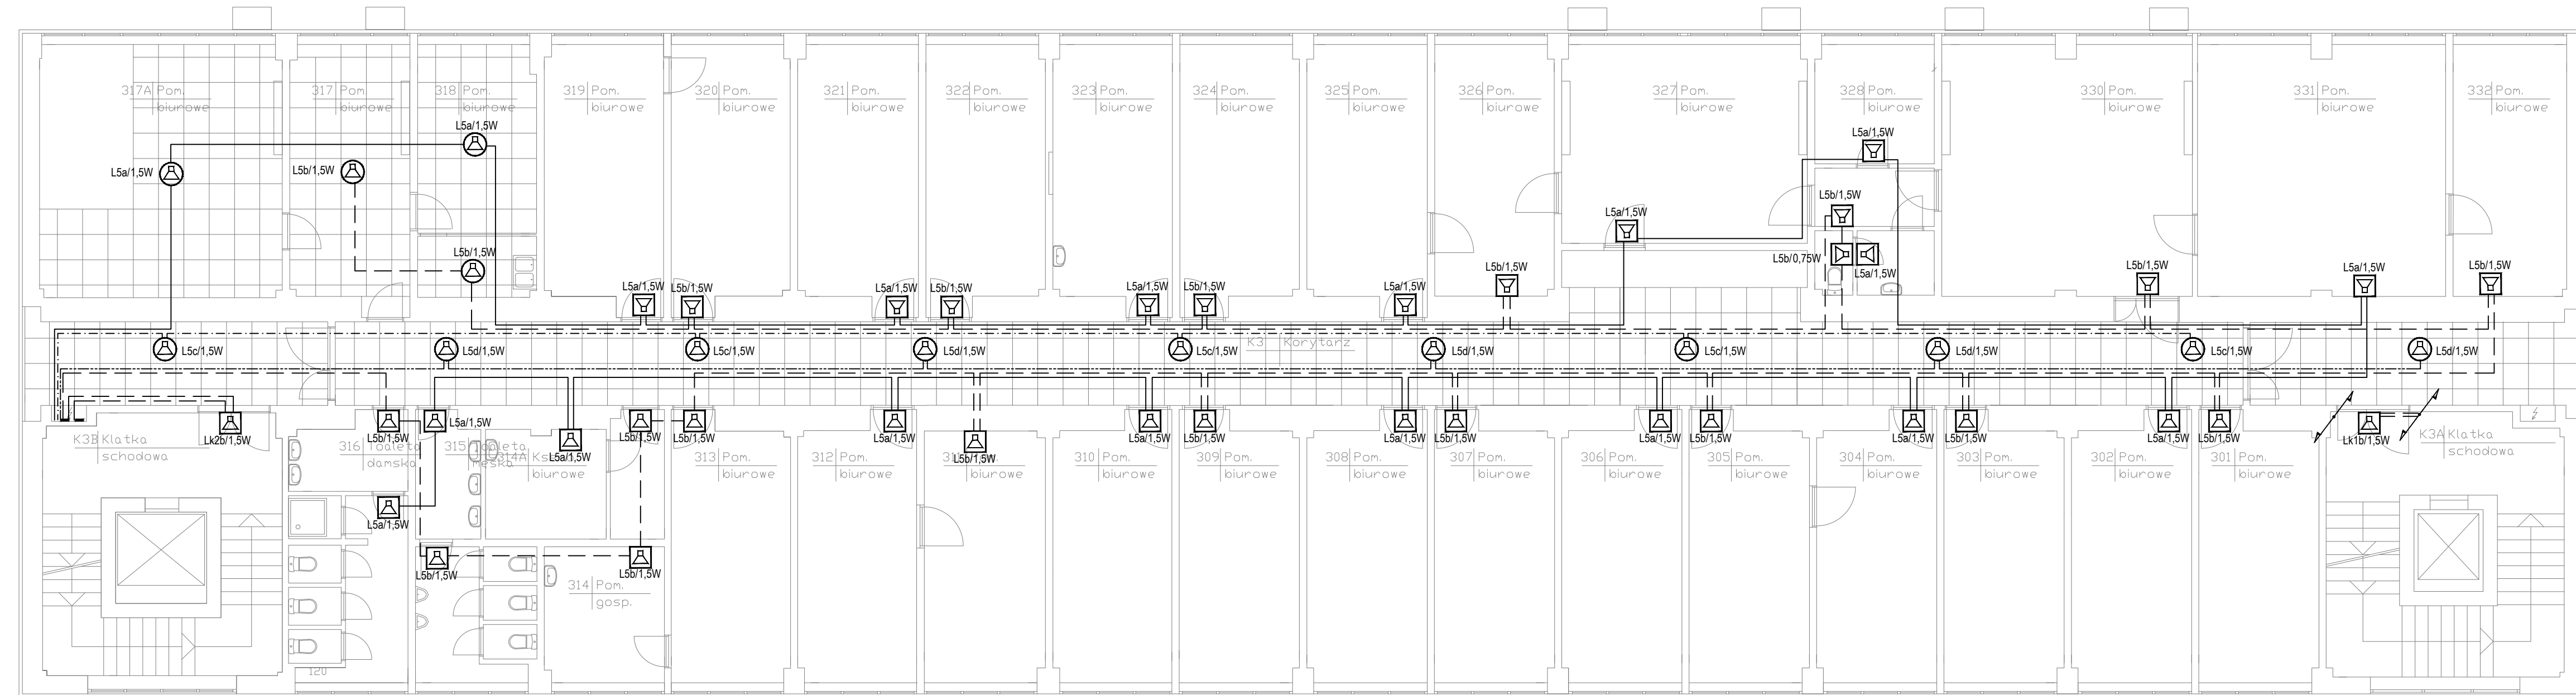 317A Pom.
biurowe
317 Pom.
biurowe
318 Pom.
biurowe
319 Pom.
biurowe
320 Pom.
biurowe
321 Pom.
biurowe
322 Pom.
biurowe
323 Pom.
biurowe
324 Pom.
biurowe
325 Pom.
biurowe
326 Pom.
biurowe
327 Pom.
biurowe
328 Pom.
biurowe
330 Pom.
biurowe
331 Pom.
biurowe
332 Pom.
biurowe
L5a/1,5W
L5a/1,5W
L5b/1,5W
L5a/1,5W
L5b/1,5W
L5a/1,5W
L5b/1,5W
L5b/0,75W
L5a/1,5W
L5b/1,5W
L5a/1,5W
L5b/1,5W
L5a/1,5W
L5b/1,5W
L5a/1,5W
L5b/1,5W
L5a/1,5W
L5b/1,5W
L5b/1,5W
L5a/1,5W
L5b/1,5W
K3 Korytarz
L5c/1,5W
L5d/1,5W
L5c/1,5W
L5d/1,5W
L5c/1,5W
L5d/1,5W
L5c/1,5W
L5d/1,5W
L5c/1,5W
L5d/1,5W
Lk2b/1,5W
L5b/1,5W
L5a/1,5W
L5a/1,5W
L5b/1,5W
L5b/1,5W
L5a/1,5W
L5b/1,5W
L5a/1,5W
L5b/1,5W
L5a/1,5W
L5b/1,5W
L5a/1,5W
L5b/1,5W
L5a/1,5W
L5b/1,5W
L5a/1,5W
L5b/1,5W
Lk1b/1,5W
K3B Klatka
schodowa
316 Toaleta
damska
315 Toaleta
męska
314A
biurowe
313 Pom.
biurowe
312 Pom.
biurowe
biurowe
310 Pom.
biurowe
309 Pom.
biurowe
308 Pom.
biurowe
307 Pom.
biurowe
306 Pom.
biurowe
305 Pom.
biurowe
304 Pom.
biurowe
303 Pom.
biurowe
302 Pom.
biurowe
301 Pom.
biurowe
K3A Klatka
schodowa
L5a/1,5W
L5b/1,5W
L5b/1,5W
314 Pom.
gosp.
120